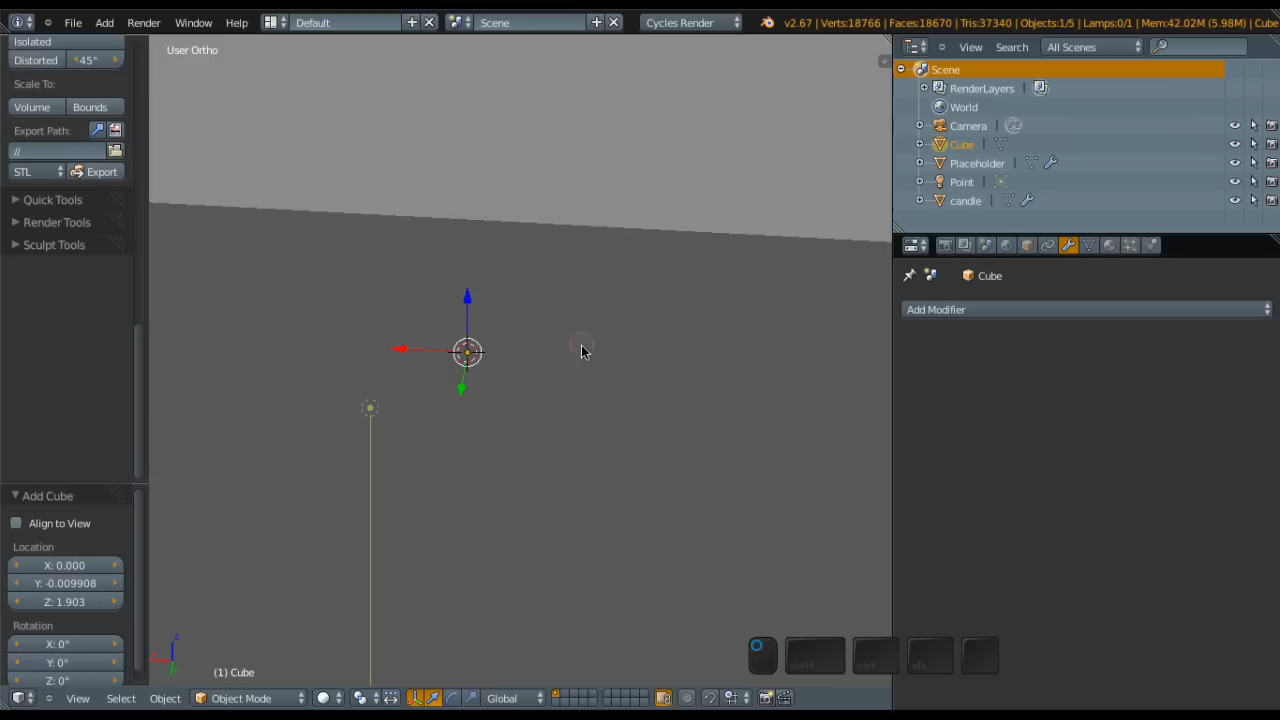 File Add Render Window Help Default Scene Cycles Render v2.67 | Verts:18766 | Faces:18670 | Tris:37340 | Objects:1/5 | Lamps:0/1 | Mem:42.02M (5.98M) | Cube
Isolated
Distorted 45°
Scale To:
Volume Bounds
Export Path:
//
STL Export
Quick Tools
Render Tools
Sculpt Tools
Add Cube
Align to View
Location
X: 0.000
Y: -0.009908
Z: 1.903
Rotation
X: 0°
Y: 0°
Z: 0°
User Ortho
z
(1) Cube
shift ctrl alt
View Select Object Object Mode Global
View Search All Scenes
Scene
RenderLayers
World
Camera
Cube
Placeholder
Point
candle
Cube
Add Modifier